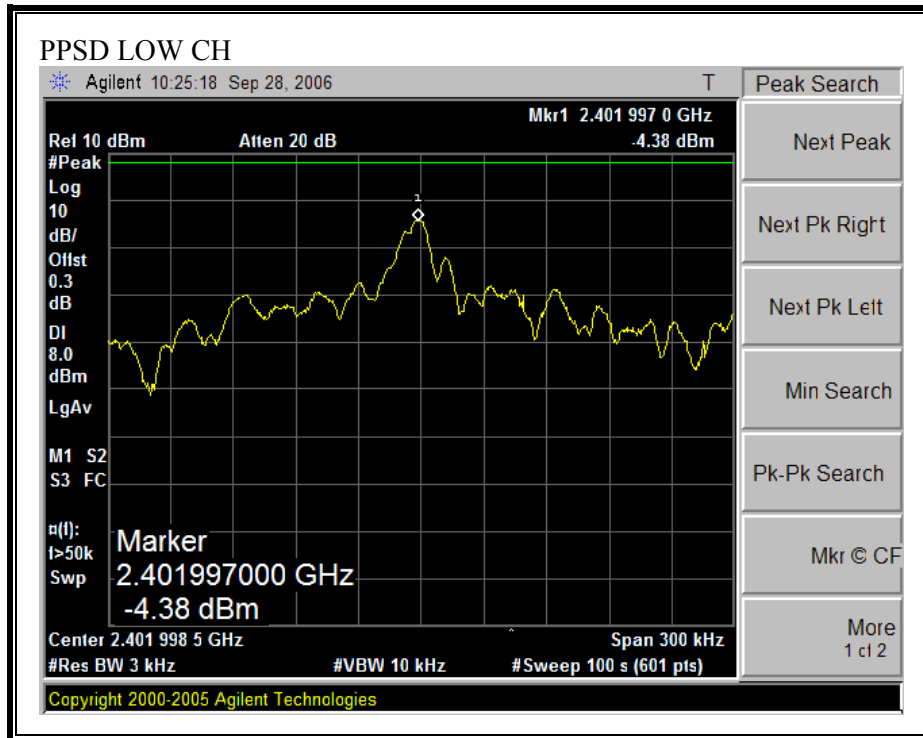 PPSD LOW CH
Agilent 10:25:18 Sep 28, 2006 T
Peak Search
Mkr1 2.401 997 0 GHz
Ref 10 dBm Atten 20 dB -4.38 dBm
#Peak
Log
10
dB/
Offst
0.3
dB
DI
8.0
dBm
LgAv
M1 S2
S3 FC
¤(f):
f>50k
Swp
1
Marker
2.401997000 GHz
-4.38 dBm
Center 2.401 998 5 GHz Span 300 kHz
#Res BW 3 kHz #VBW 10 kHz #Sweep 100 s (601 pts)
Copyright 2000-2005 Agilent Technologies
Next Peak
Next Pk Right
Next Pk Left
Min Search
Pk-Pk Search
Mkr © CF
More
1 of 2